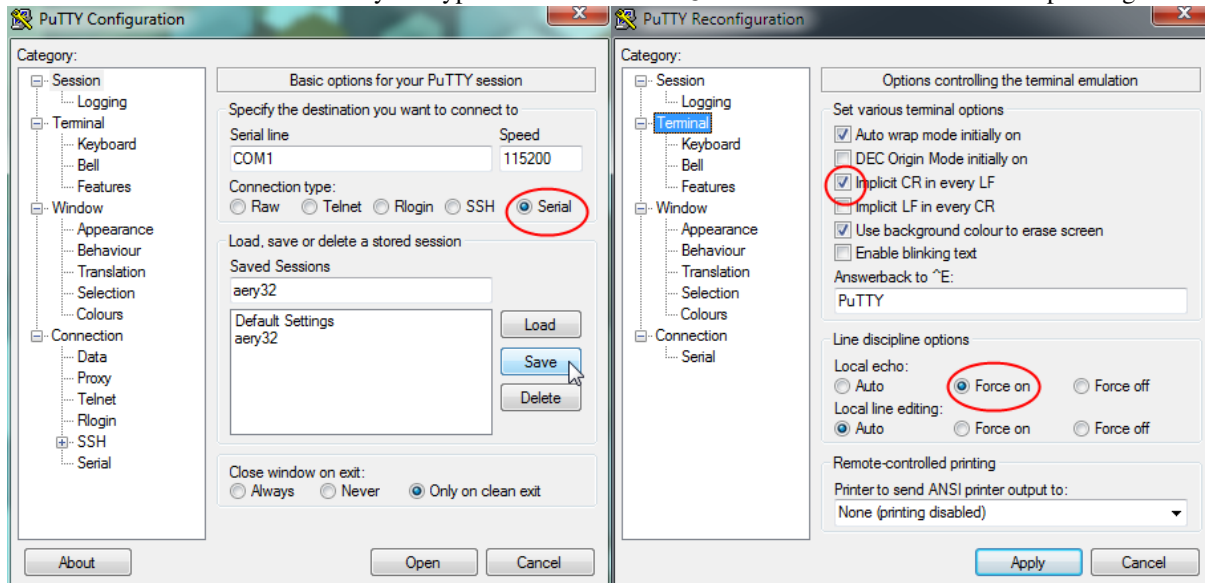 PuTTY Configuration
Category:
Session
Logging
Terminal
Keyboard
Bell
Features
Window
Appearance
Behaviour
Translation
Selection
Colours
Connection
Data
Proxy
Telnet
Rlogin
SSH
Serial
Basic options for your PuTTY session
Specify the destination you want to connect to
Serial line Speed
COM1 115200
Connection type:
Raw Telnet Rlogin SSH Serial
Load, save or delete a stored session
Saved Sessions
aery32
Default Settings
aery32
Load
Save
Delete
Close window on exit:
Always Never Only on clean exit
About Open Cancel
PuTTY Reconfiguration
Category:
Session
Logging
Terminal
Keyboard
Bell
Features
Window
Appearance
Behaviour
Translation
Selection
Colours
Connection
Serial
Options controlling the terminal emulation
Set various terminal options
Auto wrap mode initially on
DEC Origin Mode initially on
Implicit CR in every LF
Implicit LF in every CR
Use background colour to erase screen
Enable blinking text
Answerback to ^E:
PuTTY
Line discipline options
Local echo:
Auto Force on Force off
Local line editing:
Auto Force on Force off
Remote-controlled printing
Printer to send ANSI printer output to:
None (printing disabled)
Apply Cancel